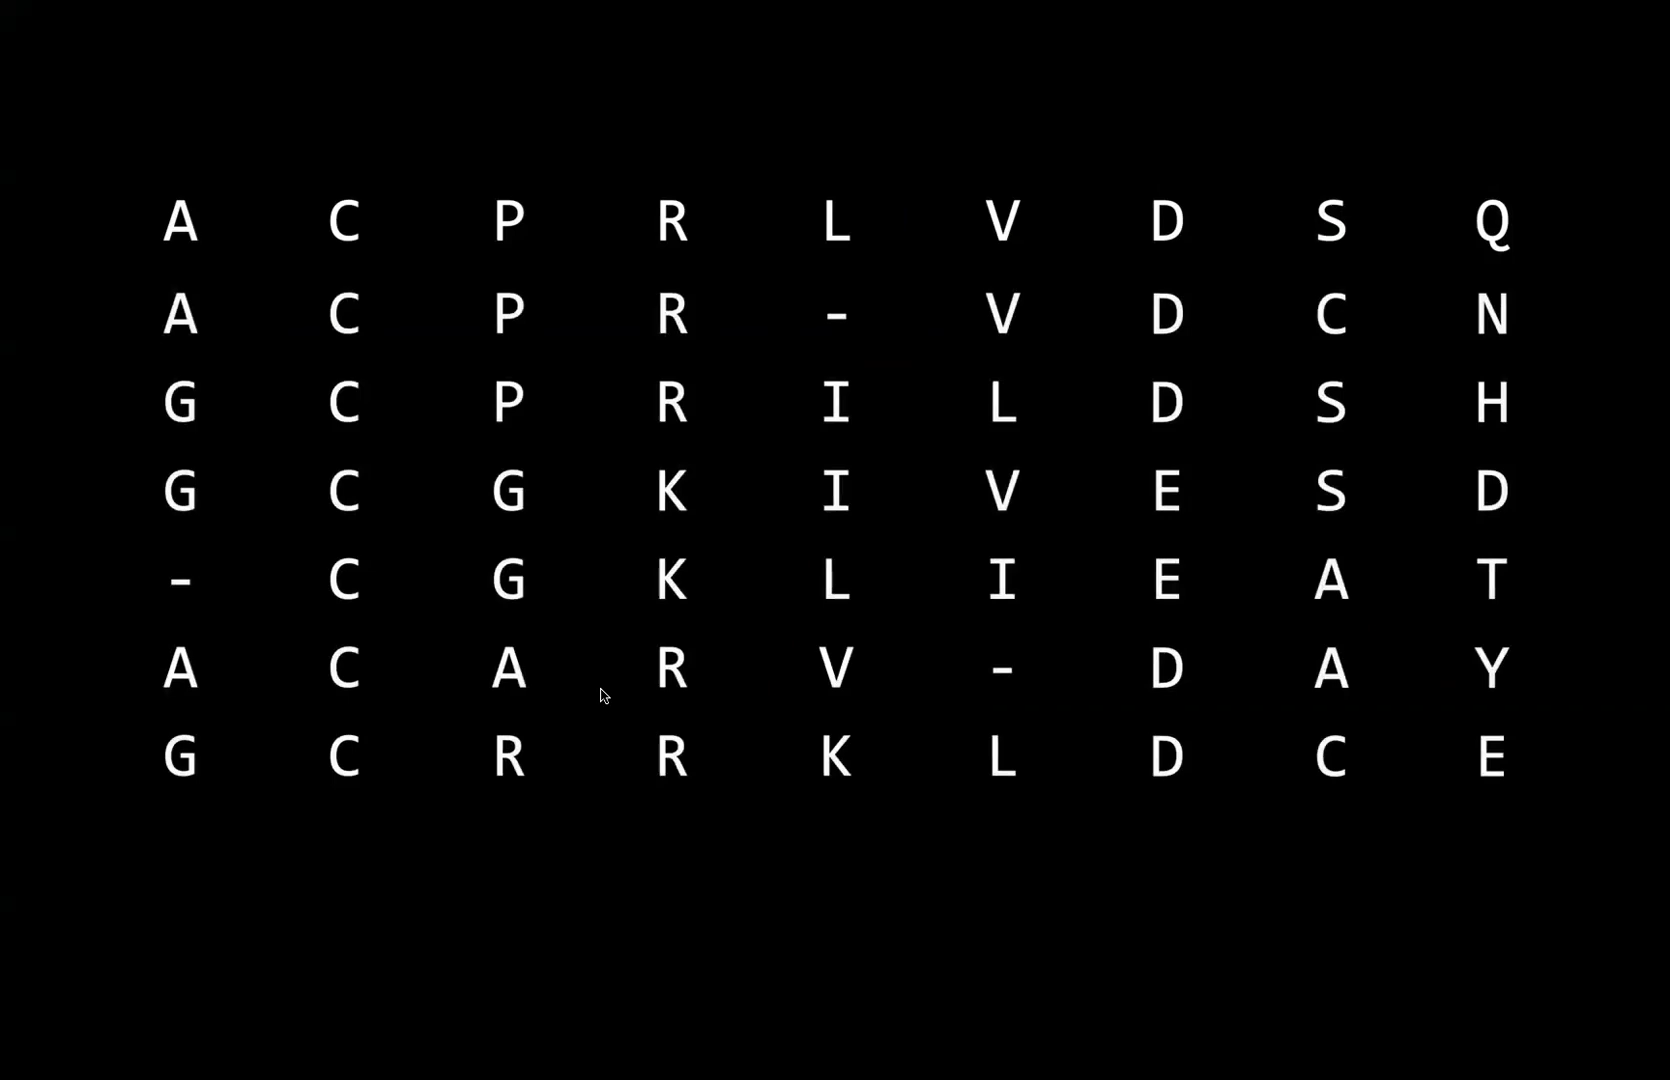 A C P R L V D S Q
A C P R - V D C N
G C P R I L D S H
G C G K I V E S D
- C G K L I E A T
A C A R V - D A Y
G C R R K L D C E